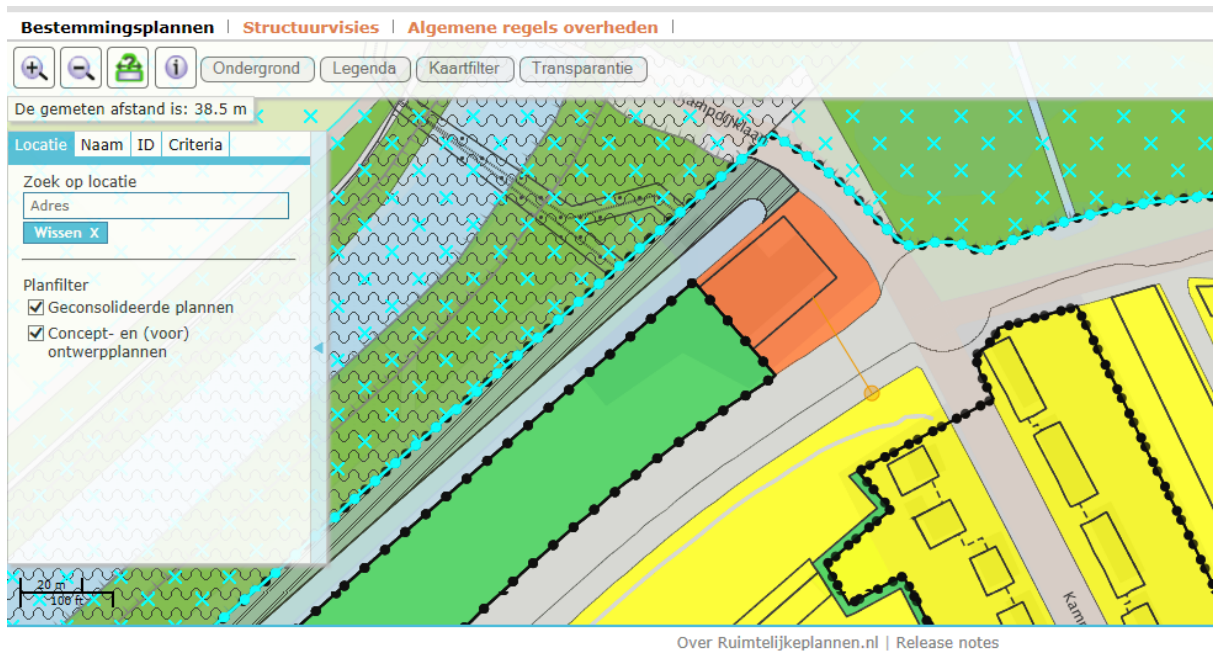 Bestemmingsplannen | Structuurvisies | Algemene regels overheden |
Ondergrond Legenda Kaartfilter Transparantie
De gemeten afstand is: 38.5 m
Locatie Naam ID Criteria
Zoek op locatie
Adres
Wissen X
Planfilter
Geconsolideerde plannen
Concept- en (voor)
ontwerpplannen
20 m
100 ft
Kampdijklaan
Kamp
Over Ruimtelijkeplannen.nl | Release notes